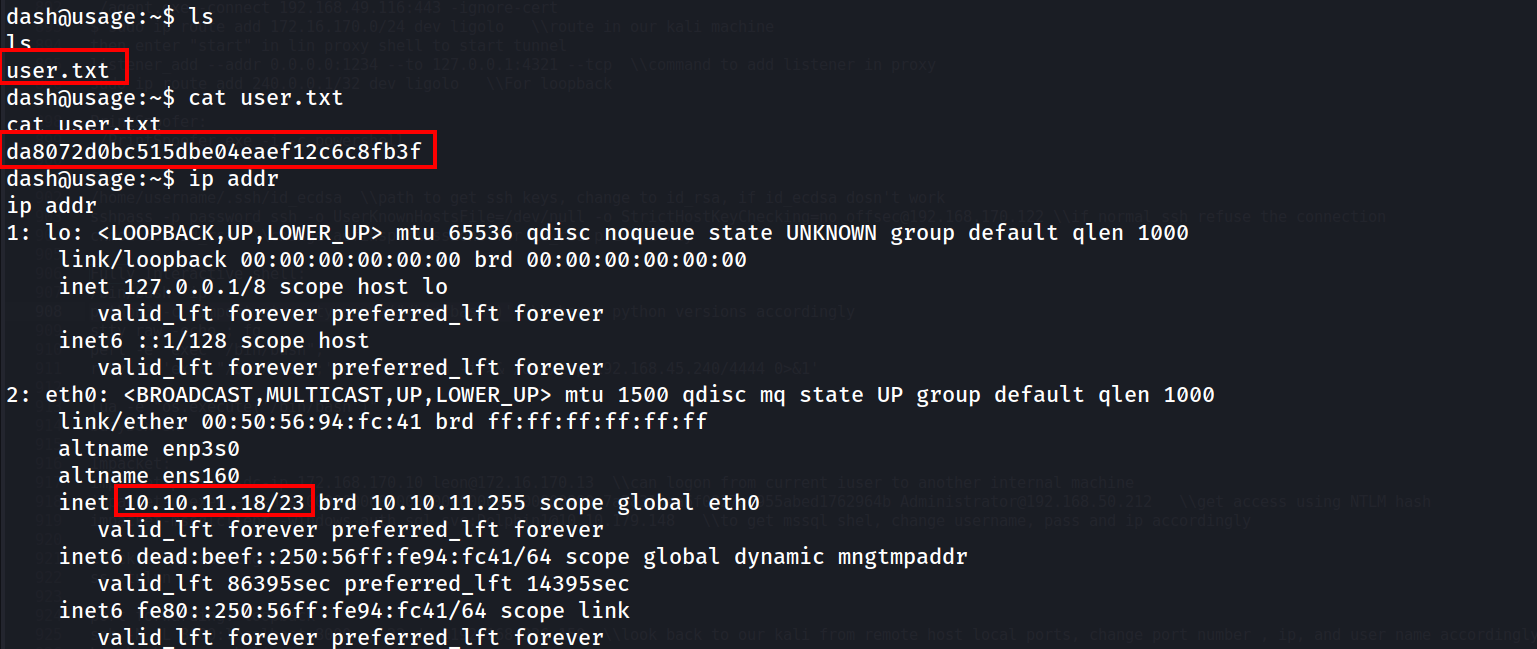 dash@usage:~$ ls
ls
user.txt
dash@usage:~$ cat user.txt
cat user.txt
da8072d0bc515dbe04eaef12c6c8fb3f
dash@usage:~$ ip addr
ip addr
1: lo: <LOOPBACK,UP,LOWER_UP> mtu 65536 qdisc noqueue state UNKNOWN group default qlen 1000
    link/loopback 00:00:00:00:00:00 brd 00:00:00:00:00:00
    inet 127.0.0.1/8 scope host lo
       valid_lft forever preferred_lft forever
    inet6 ::1/128 scope host
       valid_lft forever preferred_lft forever
2: eth0: <BROADCAST,MULTICAST,UP,LOWER_UP> mtu 1500 qdisc mq state UP group default qlen 1000
    link/ether 00:50:56:94:fc:41 brd ff:ff:ff:ff:ff:ff
    altname enp3s0
    altname ens160
    inet 10.10.11.18/23 brd 10.10.11.255 scope global eth0
       valid_lft forever preferred_lft forever
    inet6 dead:beef::250:56ff:fe94:fc41/64 scope global dynamic mngtmpaddr
       valid_lft 86395sec preferred_lft 14395sec
    inet6 fe80::250:56ff:fe94:fc41/64 scope link
       valid_lft forever preferred_lft forever